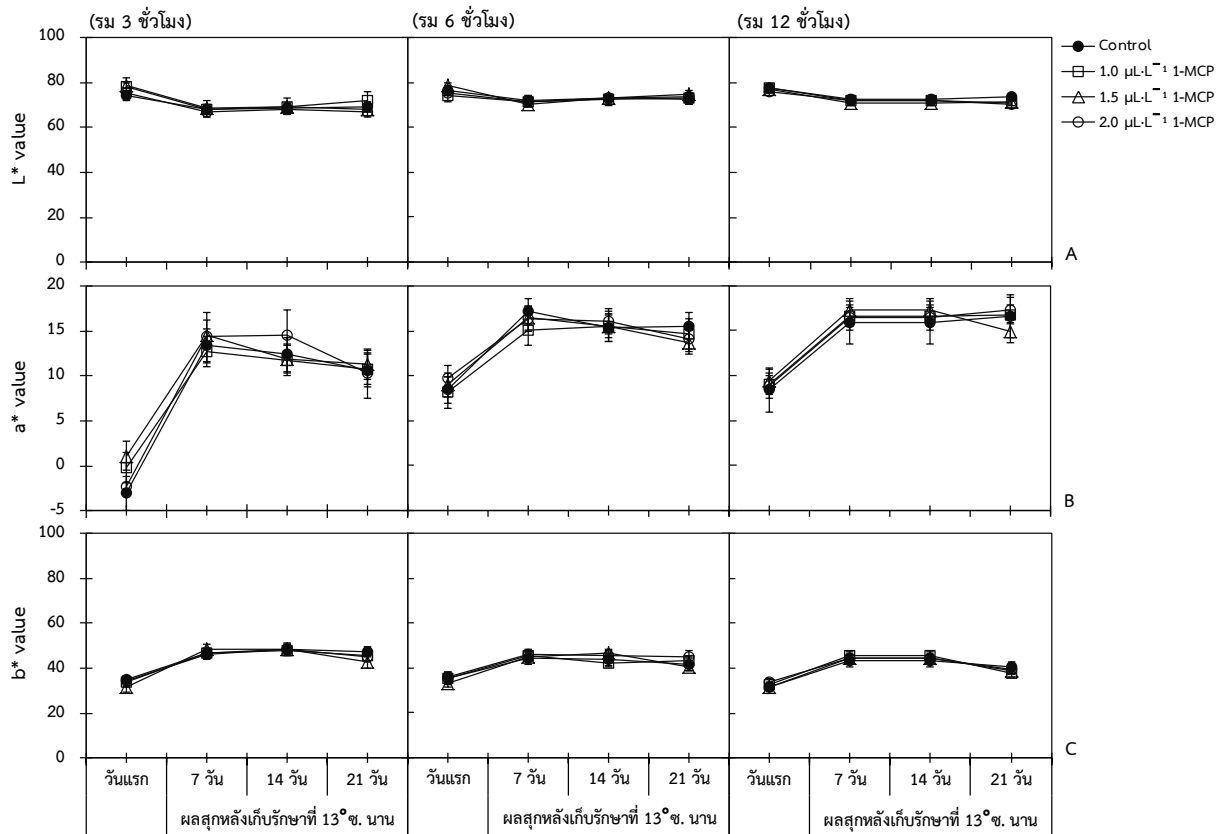 (รม 3 ชั่วโมง) (รม 6 ชั่วโมง) (รม 12 ชั่วโมง)
Control
1.0 µL·L⁻¹ 1-MCP
1.5 µL·L⁻¹ 1-MCP
2.0 µL·L⁻¹ 1-MCP
L* value
100
80
60
40
20
0
A
a* value
20
15
10
5
0
-5
B
b* value
100
80
60
40
20
0
C
วันแรก 7 วัน 14 วัน 21 วัน วันแรก 7 วัน 14 วัน 21 วัน วันแรก 7 วัน 14 วัน 21 วัน
ผลสุกหลังเก็บรักษาที่ 13°ซ. นาน ผลสุกหลังเก็บรักษาที่ 13°ซ. นาน ผลสุกหลังเก็บรักษาที่ 13°ซ. นาน